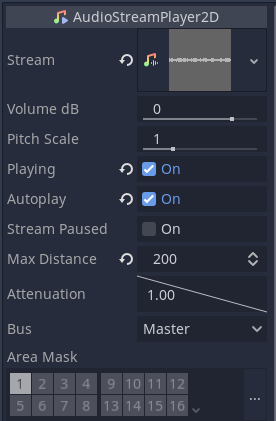 AudioStreamPlayer2D
Stream
Volume dB 0
Pitch Scale 1
Playing On
Autoplay On
Stream Paused On
Max Distance 200
Attenuation 1.00
Bus Master
Area Mask
1 2 3 4 9 10 11 12
5 6 7 8 13 14 15 16 ...